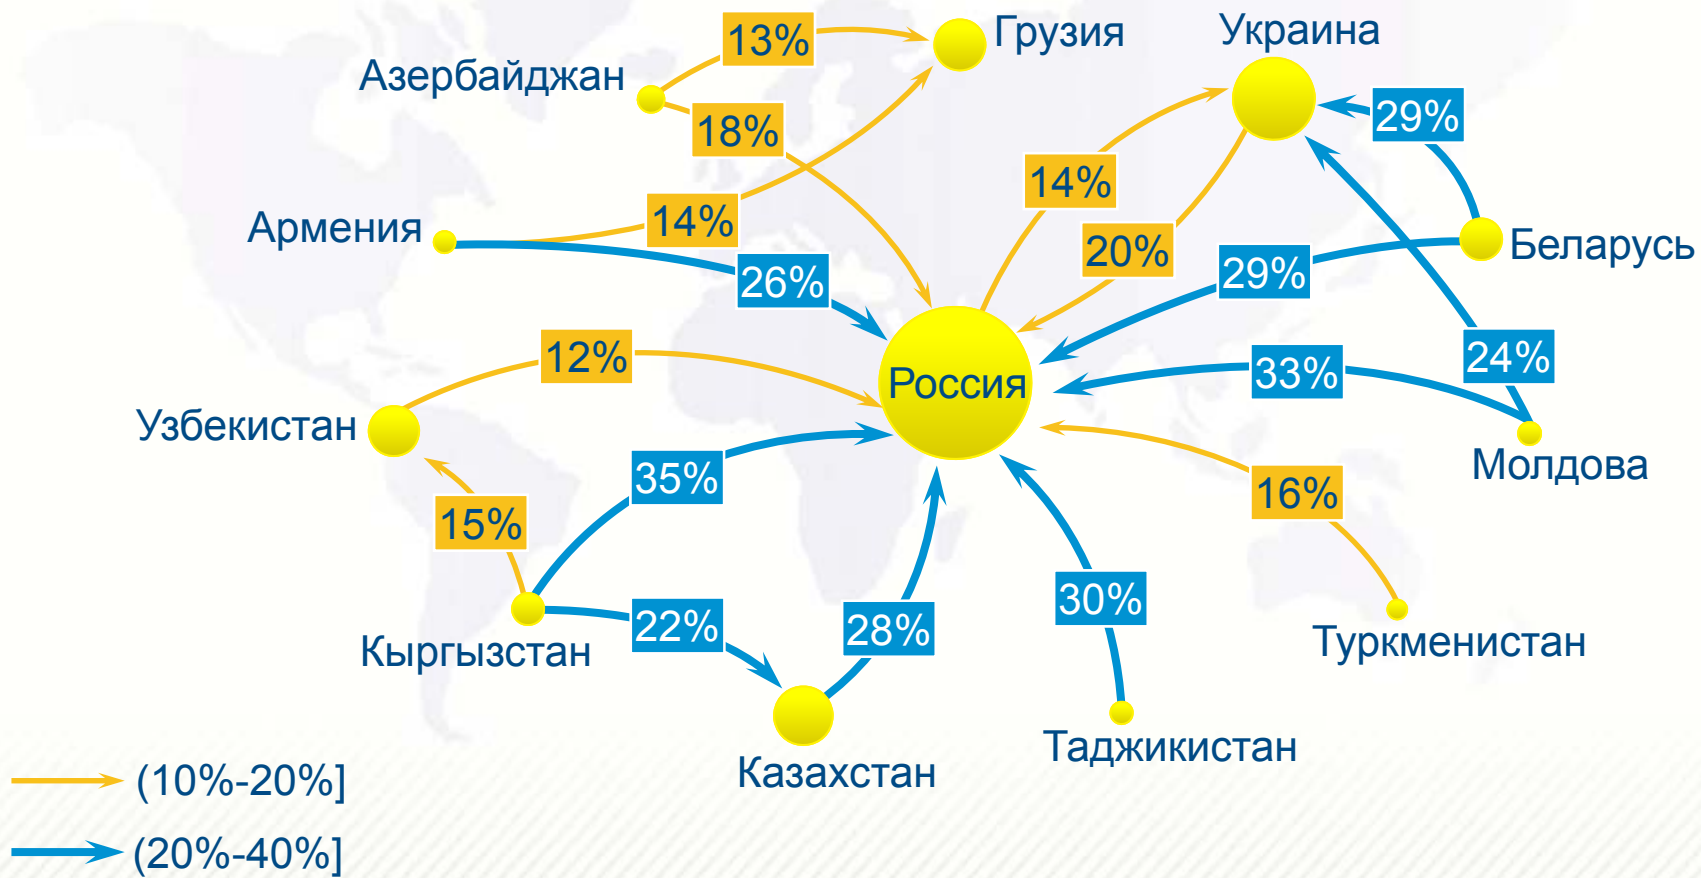 Грузия
Украина
13%
Азербайджан
29%
18%
14%
14%
Армения
20%
Беларусь
29%
26%
12%
24%
33%
Россия
Узбекистан
Молдова
35%
16%
15%
30%
22%
28%
Туркменистан
Кыргызстан
Таджикистан
Казахстан
(10%-20%]
(20%-40%]